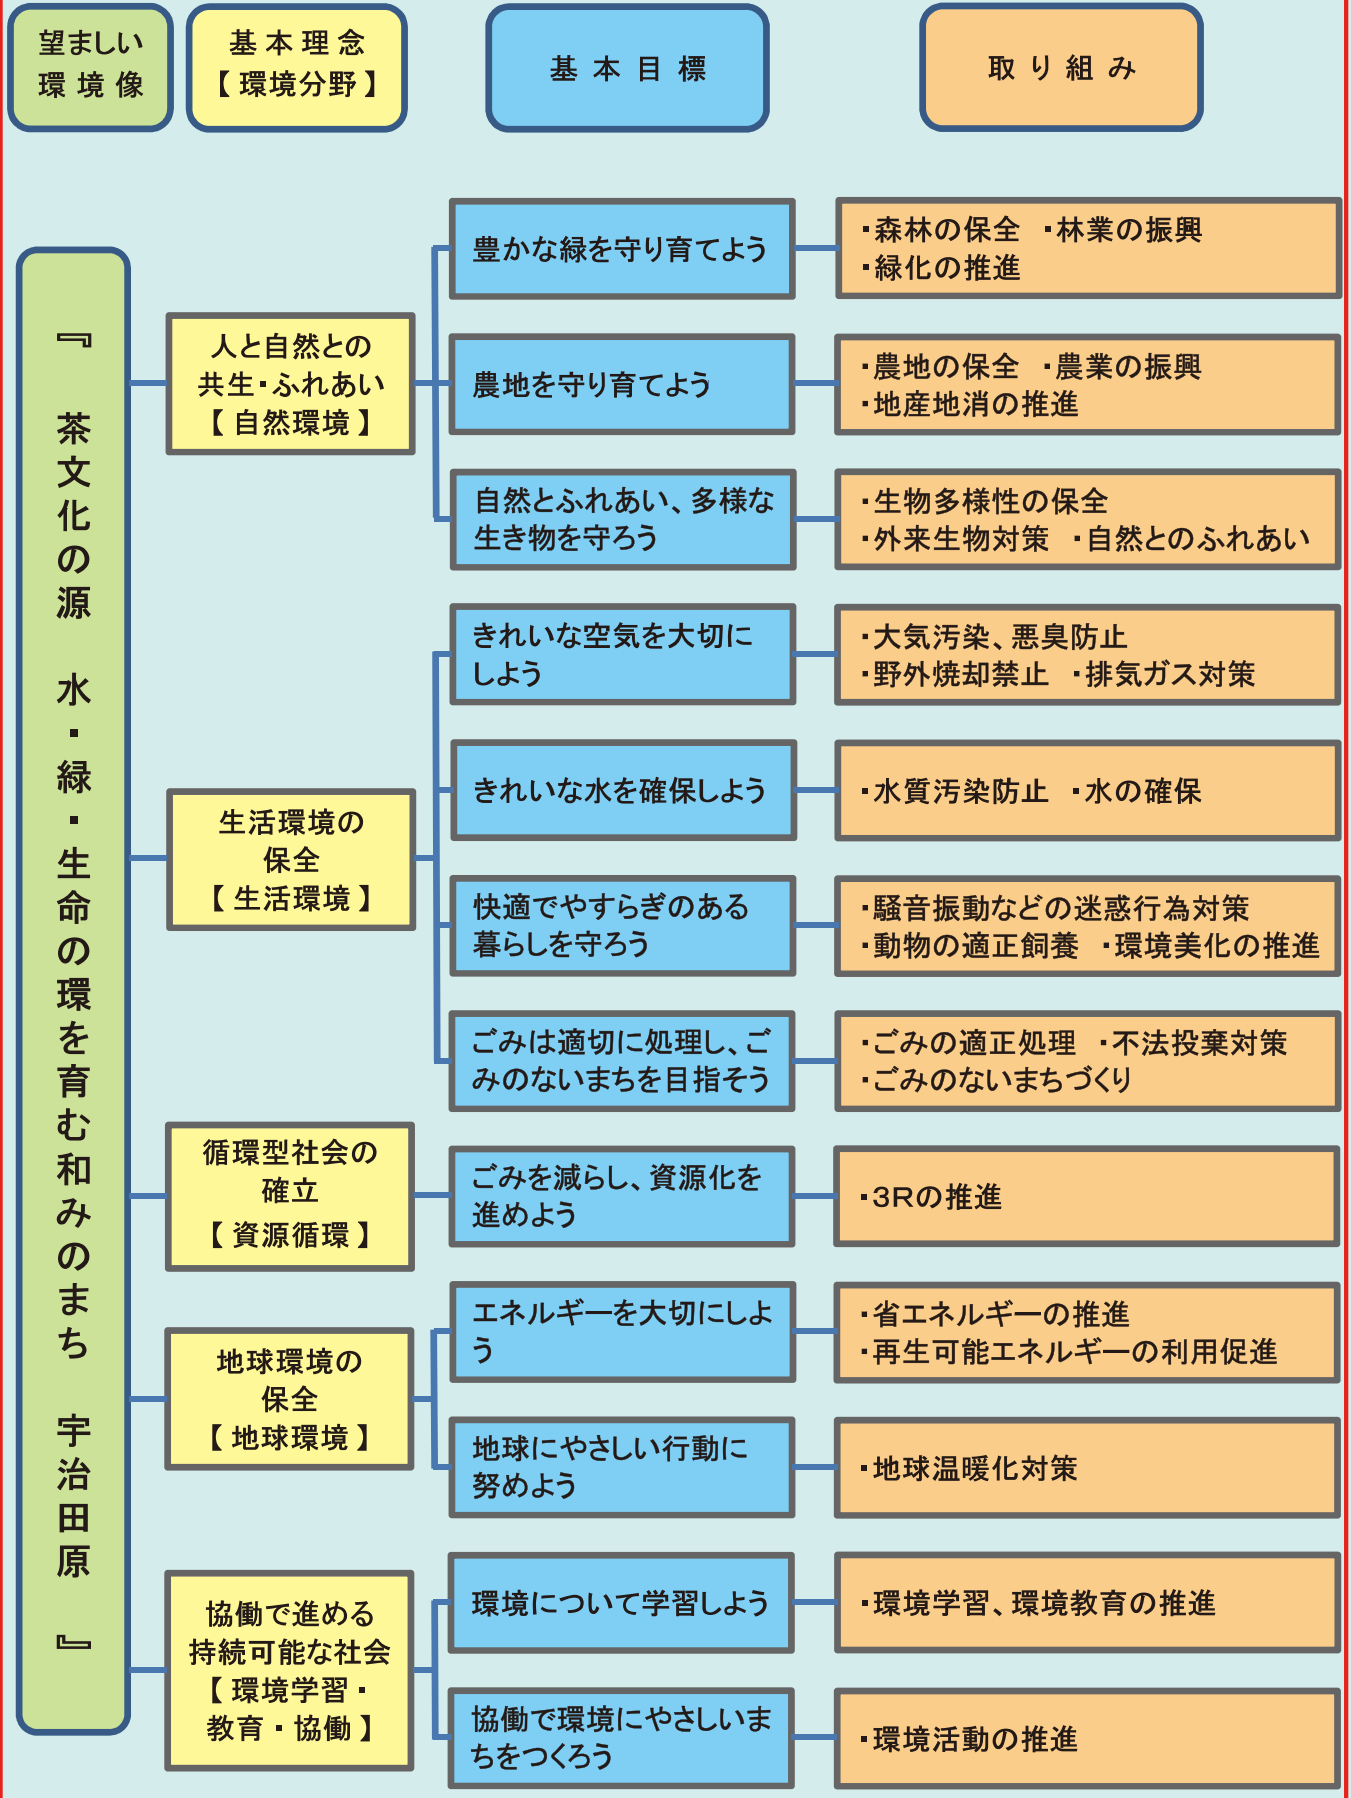 望ましい
環境像
基本理念
【環境分野】
基本目標
取り組み
『 茶文化の源 水・緑・生命の環を育む和みのまち 宇治田原 』
人と自然との
共生・ふれあい
【自然環境】
豊かな緑を守り育てよう
・森林の保全 ・林業の振興
・緑化の推進
農地を守り育てよう
・農地の保全 ・農業の振興
・地産地消の推進
自然とふれあい、多様な
生き物を守ろう
・生物多様性の保全
・外来生物対策 ・自然とのふれあい
生活環境の
保全
【生活環境】
きれいな空気を大切に
しよう
・大気汚染、悪臭防止
・野外焼却禁止 ・排気ガス対策
きれいな水を確保しよう
・水質汚染防止 ・水の確保
快適でやすらぎのある
暮らしを守ろう
・騒音振動などの迷惑行為対策
・動物の適正飼養 ・環境美化の推進
ごみは適切に処理し、ご
みのないまちを目指そう
・ごみの適正処理 ・不法投棄対策
・ごみのないまちづくり
循環型社会の
確立
【資源循環】
ごみを減らし、資源化を
進めよう
・3Rの推進
地球環境の
保全
【地球環境】
エネルギーを大切にしよ
う
・省エネルギーの推進
・再生可能エネルギーの利用促進
地球にやさしい行動に
努めよう
・地球温暖化対策
協働で進める
持続可能な社会
【環境学習・
教育・協働】
環境について学習しよう
・環境学習、環境教育の推進
協働で環境にやさしいま
ちをつくろう
・環境活動の推進